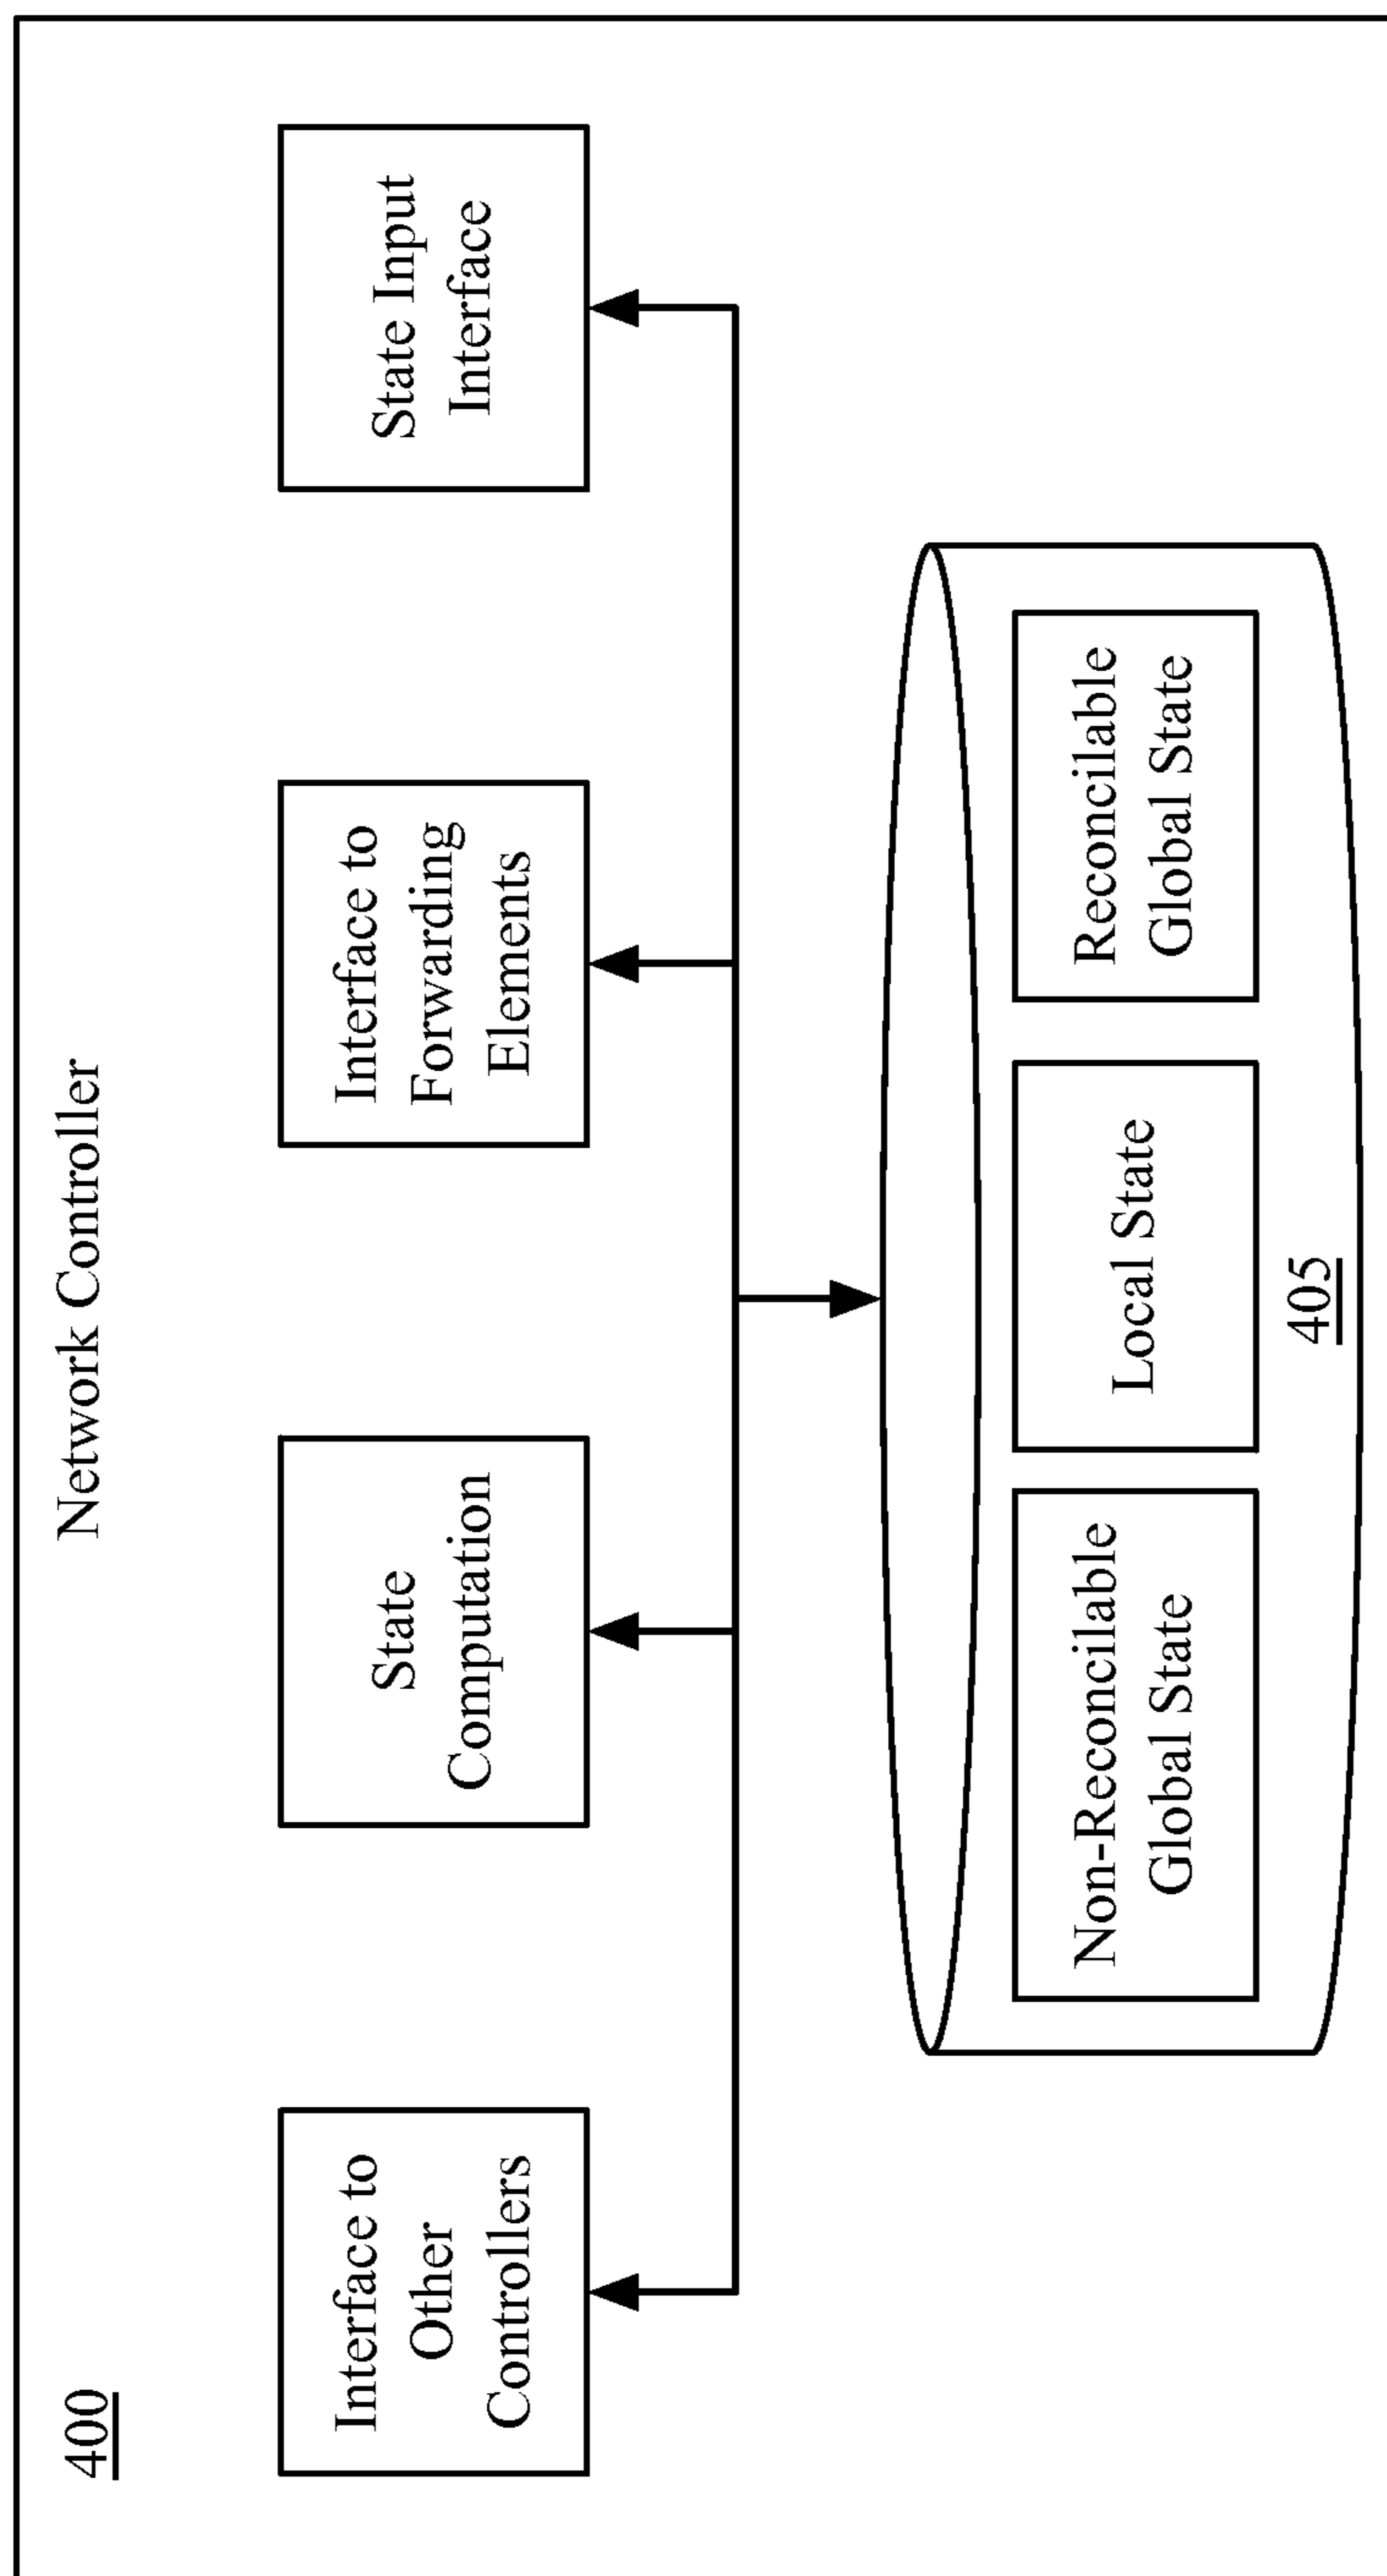 400
Network Controller
Interface to
Other
Controllers
State
Computation
Interface to
Forwarding
Elements
State Input
Interface
Non-Reconcilable
Global State
Local State
Reconcilable
Global State
405